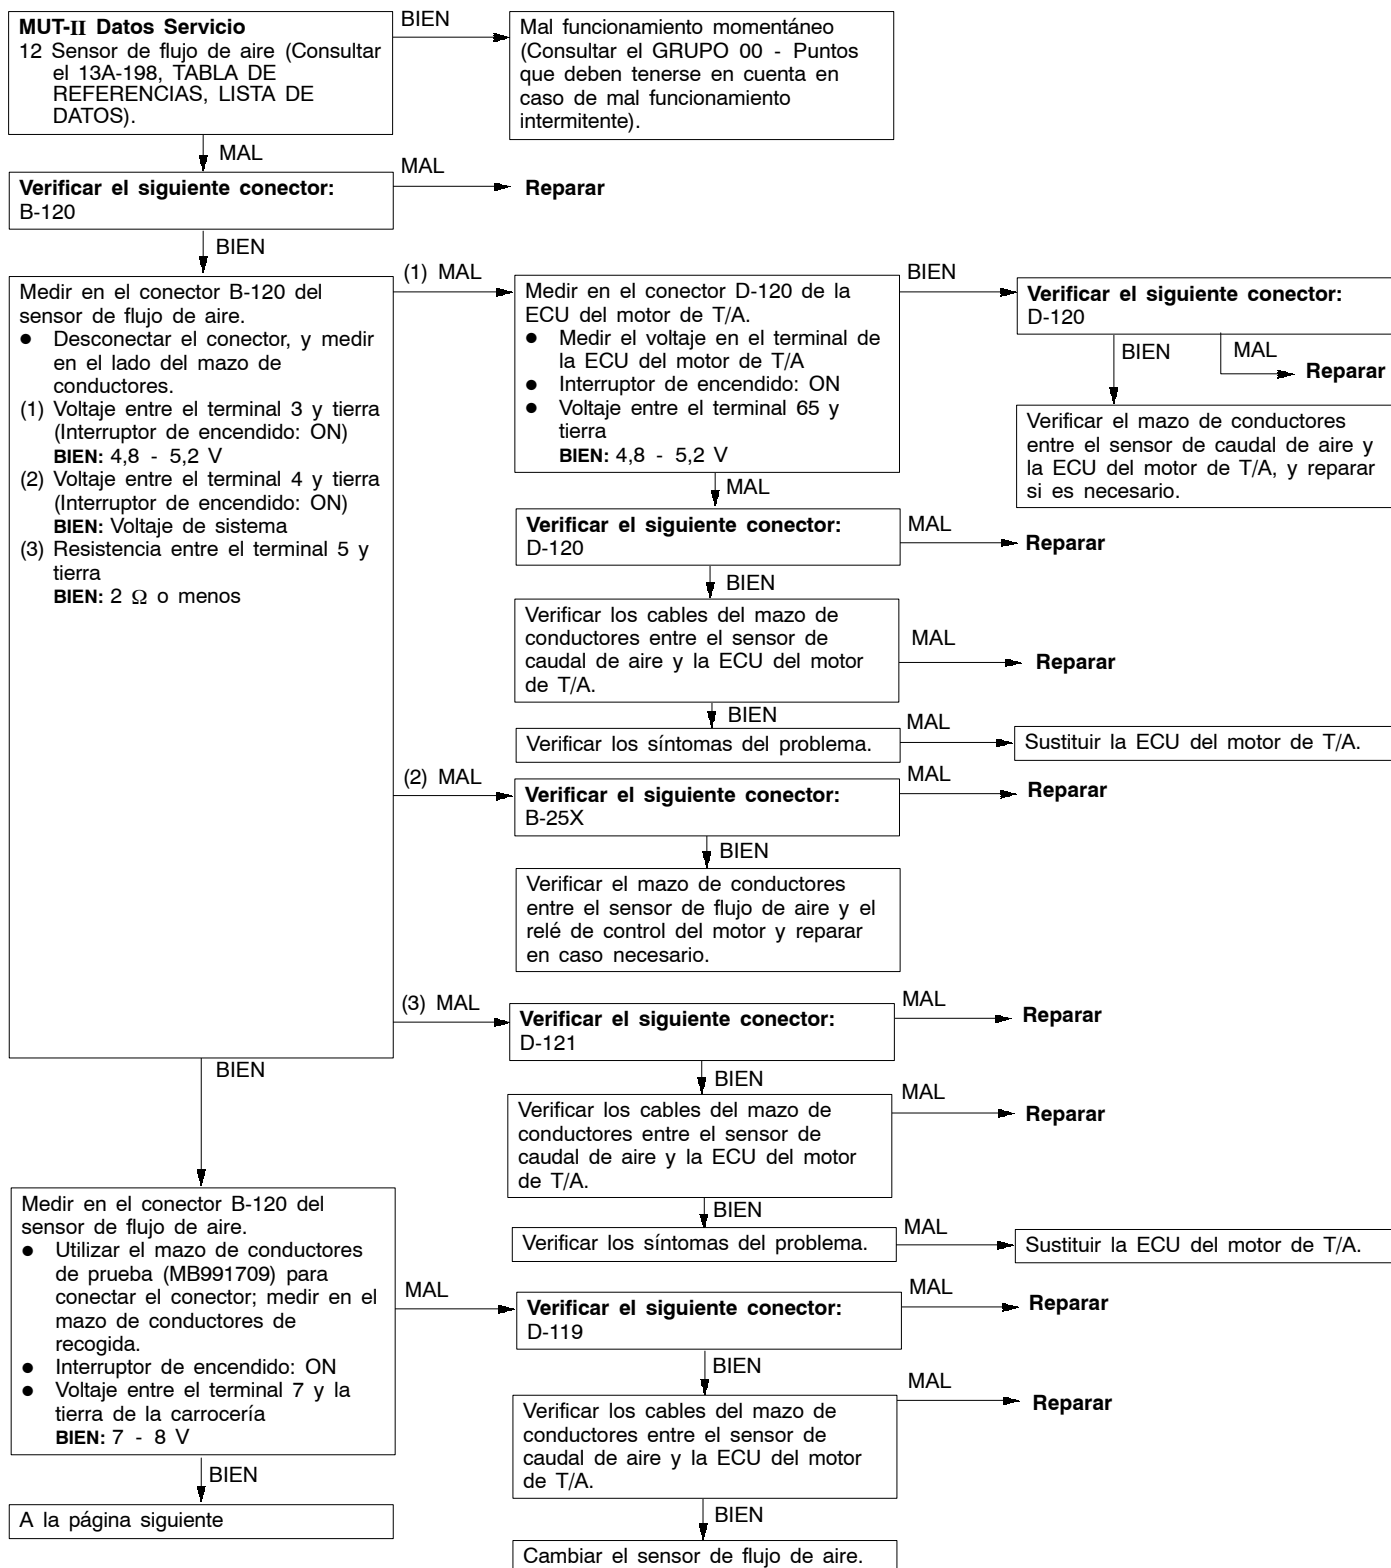 MUT-II Datos Servicio
12 Sensor de flujo de aire (Consultar
el 13A-198, TABLA DE
REFERENCIAS, LISTA DE
DATOS).
BIEN
Mal funcionamiento momentáneo
(Consultar el GRUPO 00 - Puntos
que deben tenerse en cuenta en
caso de mal funcionamiento
intermitente).
MAL
Verificar el siguiente conector:
B-120
MAL
Reparar
BIEN
Medir en el conector B-120 del
sensor de flujo de aire.
● Desconectar el conector, y medir
en el lado del mazo de
conductores.
(1) Voltaje entre el terminal 3 y tierra
(Interruptor de encendido: ON)
BIEN: 4,8 - 5,2 V
(2) Voltaje entre el terminal 4 y tierra
(Interruptor de encendido: ON)
BIEN: Voltaje de sistema
(3) Resistencia entre el terminal 5 y
tierra
BIEN: 2 Ω o menos
(1) MAL
Medir en el conector D-120 de la
ECU del motor de T/A.
● Medir el voltaje en el terminal de
la ECU del motor de T/A
● Interruptor de encendido: ON
● Voltaje entre el terminal 65 y
tierra
BIEN: 4,8 - 5,2 V
BIEN
Verificar el siguiente conector:
D-120
BIEN
MAL
Reparar
Verificar el mazo de conductores
entre el sensor de caudal de aire y
la ECU del motor de T/A, y reparar
si es necesario.
MAL
Verificar el siguiente conector:
D-120
MAL
Reparar
BIEN
Verificar los cables del mazo de
conductores entre el sensor de
caudal de aire y la ECU del motor
de T/A.
MAL
Reparar
BIEN
Verificar los síntomas del problema.
MAL
Sustituir la ECU del motor de T/A.
(2) MAL
Verificar el siguiente conector:
B-25X
MAL
Reparar
BIEN
Verificar el mazo de conductores
entre el sensor de flujo de aire y el
relé de control del motor y reparar
en caso necesario.
(3) MAL
Verificar el siguiente conector:
D-121
MAL
Reparar
BIEN
Verificar los cables del mazo de
conductores entre el sensor de
caudal de aire y la ECU del motor
de T/A.
MAL
Reparar
BIEN
Verificar los síntomas del problema.
MAL
Sustituir la ECU del motor de T/A.
BIEN
Medir en el conector B-120 del
sensor de flujo de aire.
● Utilizar el mazo de conductores
de prueba (MB991709) para
conectar el conector; medir en el
mazo de conductores de
recogida.
● Interruptor de encendido: ON
● Voltaje entre el terminal 7 y la
tierra de la carrocería
BIEN: 7 - 8 V
MAL
Verificar el siguiente conector:
D-119
MAL
Reparar
BIEN
Verificar los cables del mazo de
conductores entre el sensor de
caudal de aire y la ECU del motor
de T/A.
MAL
Reparar
BIEN
Cambiar el sensor de flujo de aire.
BIEN
A la página siguiente